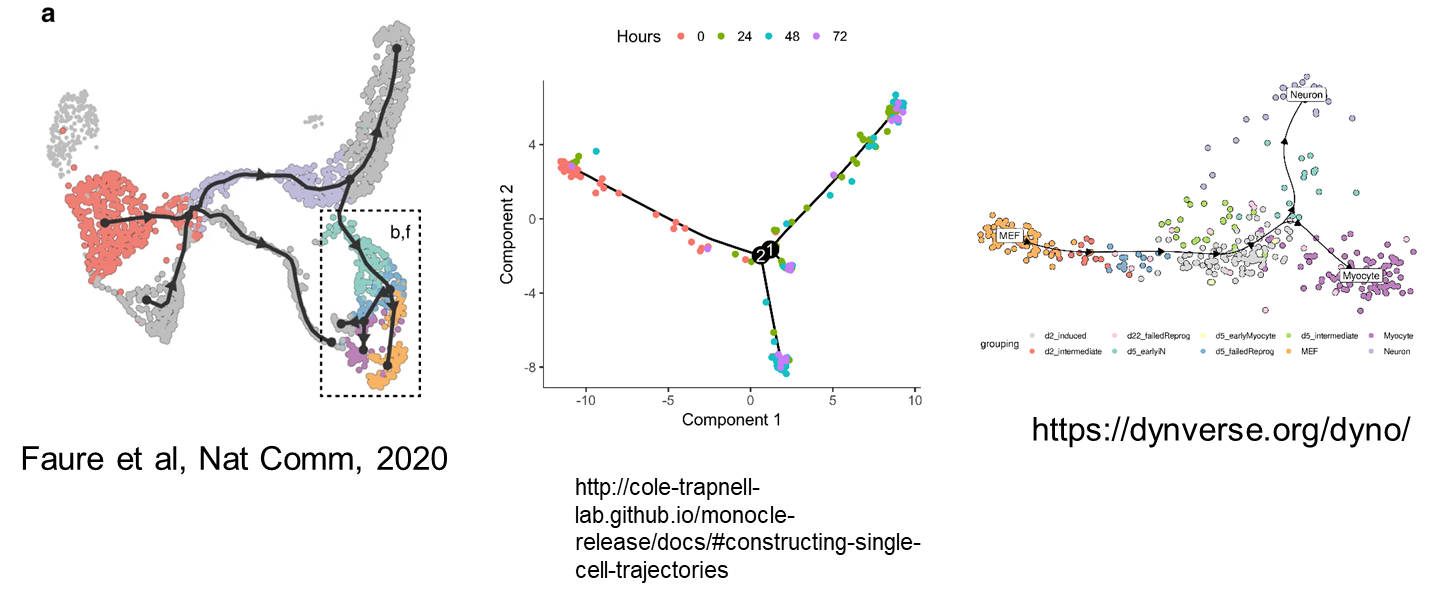 a
b,f
Faure et al, Nat Comm, 2020
Hours 0 24 48 72
Component 2
4
0
-4
-8
2
1
-10 -5 0 5 10
Component 1
http://cole-trapnell-
lab.github.io/monocle-
release/docs/#constructing-single-
cell-trajectories
Neuron
MEF
Myocyte
grouping
d2_induced d22_failedReprog d5_earlyMyocyte d5_intermediate Myocyte
d2_intermediate d5_earlyiN d5_failedReprog MEF Neuron
https://dynverse.org/dyno/